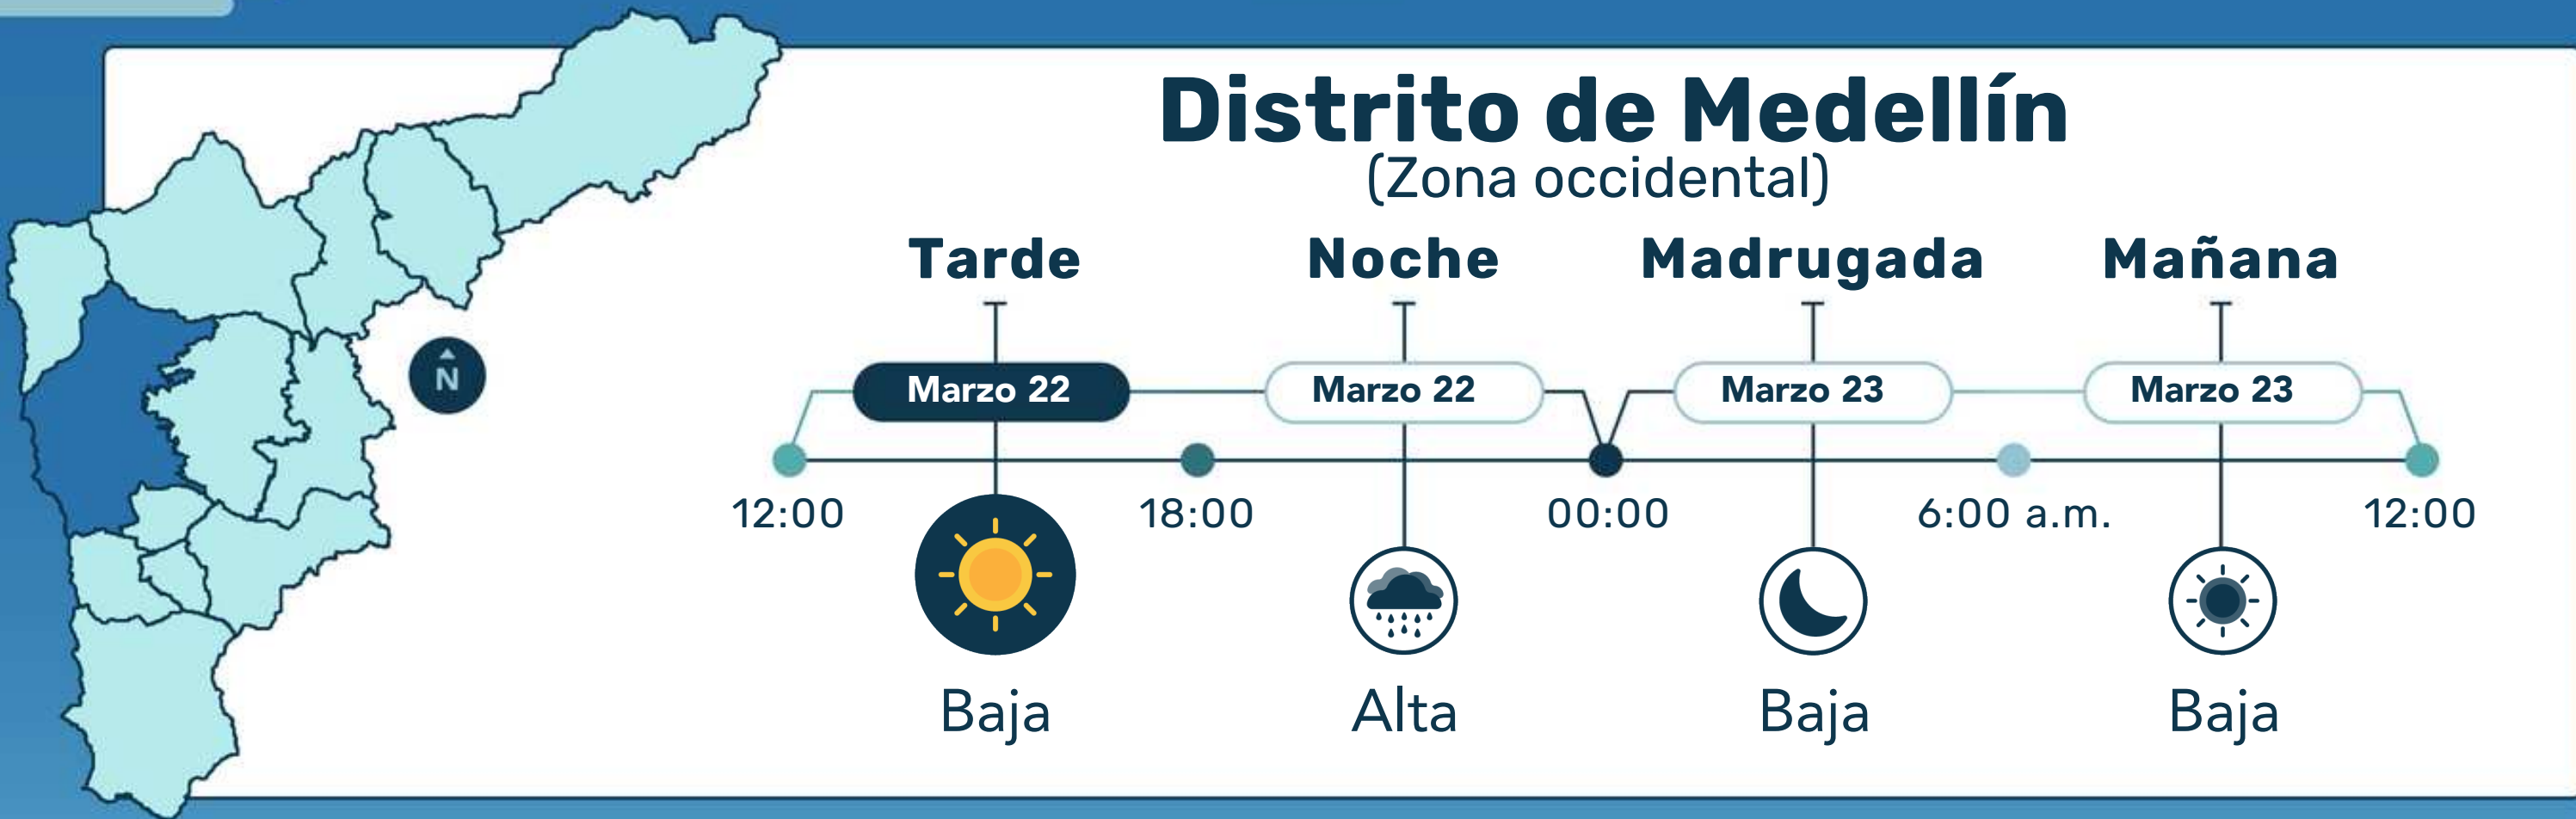 Distrito de Medellín
(Zona occidental)
Tarde Noche Madrugada Mañana
Marzo 22 Marzo 22 Marzo 23 Marzo 23
N
12:00 18:00 00:00 6:00 a.m. 12:00
Baja Alta Baja Baja